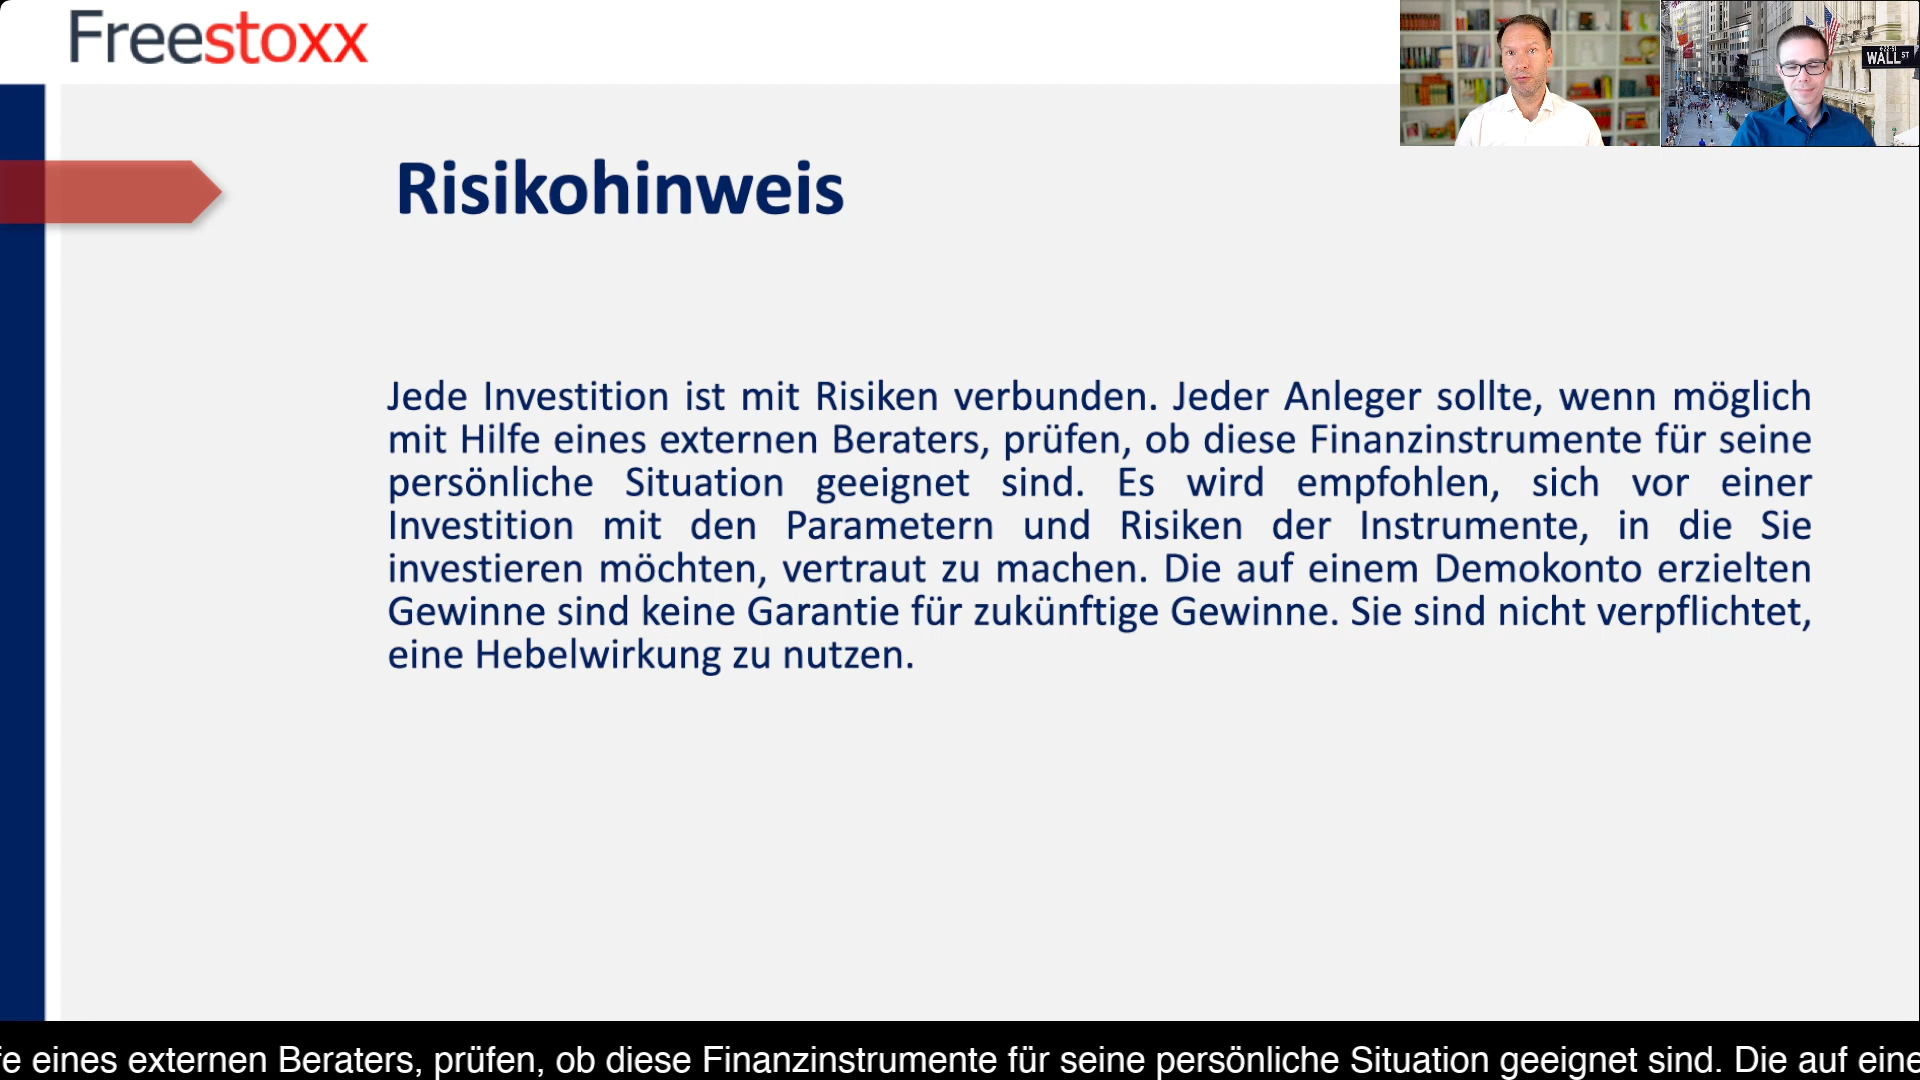 Freestoxx
WALL ST
Risikohinweis
Jede Investition ist mit Risiken verbunden. Jeder Anleger sollte, wenn möglich
mit Hilfe eines externen Beraters, prüfen, ob diese Finanzinstrumente für seine
persönliche Situation geeignet sind. Es wird empfohlen, sich vor einer
Investition mit den Parametern und Risiken der Instrumente, in die Sie
investieren möchten, vertraut zu machen. Die auf einem Demokonto erzielten
Gewinne sind keine Garantie für zukünftige Gewinne. Sie sind nicht verpflichtet,
eine Hebelwirkung zu nutzen.
fe eines externen Beraters, prüfen, ob diese Finanzinstrumente für seine persönliche Situation geeignet sind. Die auf eine